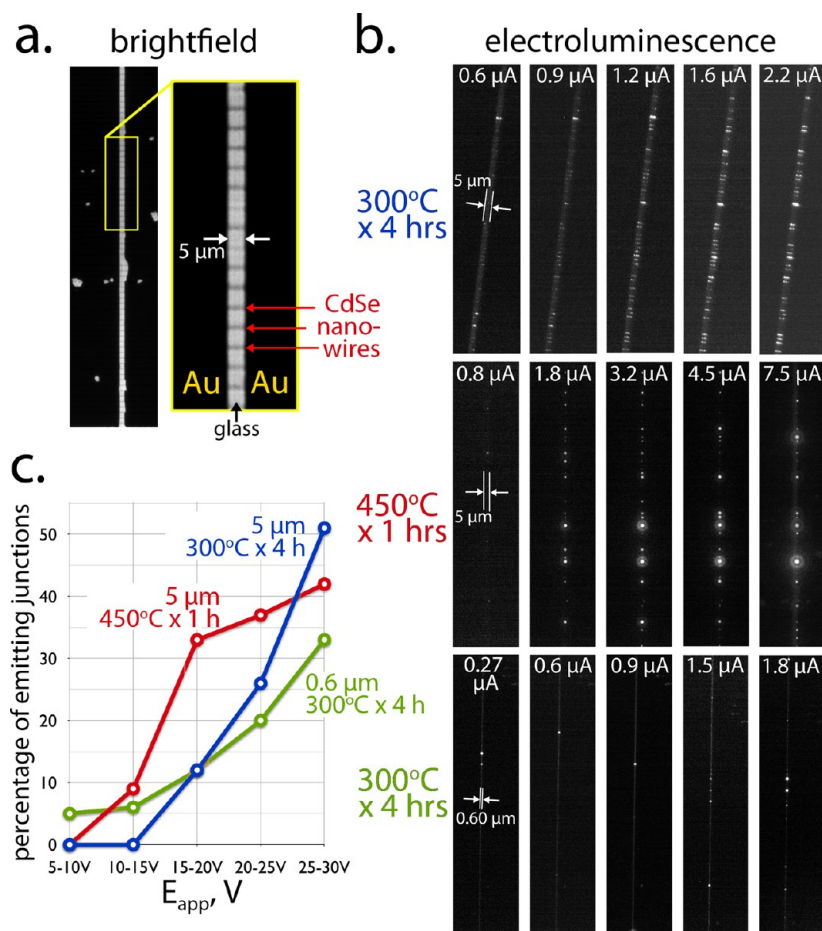 a.
brightfield
5 μm
CdSe
nano-
wires
Au
Au
glass
b.
electroluminescence
300°C
x 4 hrs
0.6 μA
0.9 μA
1.2 μA
1.6 μA
2.2 μA
5 μm
450°C
x 1 hrs
0.8 μA
1.8 μA
3.2 μA
4.5 μA
7.5 μA
5 μm
300°C
x 4 hrs
0.27
μA
0.6 μA
0.9 μA
1.5 μA
1.8 μA
0.60 μm
c.
percentage of emitting junctions
50
40
30
20
10
0
5 μm
300°C x 4 h
5 μm
450°C x 1 h
0.6 μm
300°C x 4 h
5-10V
10-15V
15-20V
20-25V
25-30V
Eapp, V